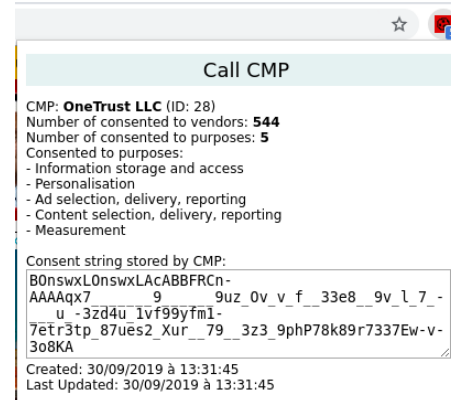 Call CMP
CMP: OneTrust LLC (ID: 28)
Number of consented to vendors: 544
Number of consented to purposes: 5
Consented to purposes:
- Information storage and access
- Personalisation
- Ad selection, delivery, reporting
- Content selection, delivery, reporting
- Measurement
Consent string stored by CMP:
BOnswxLOnswxLAcABBFRCn-
AAAAqx7_______9______9uz_Ov_v_f__33e8__9v_l_7_-
___u_-3zd4u_1vf99yfm1-
7etr3tp_87ues2_Xur__79__3z3_9phP78k89r7337Ew-v-
3o8KA
Created: 30/09/2019 à 13:31:45
Last Updated: 30/09/2019 à 13:31:45